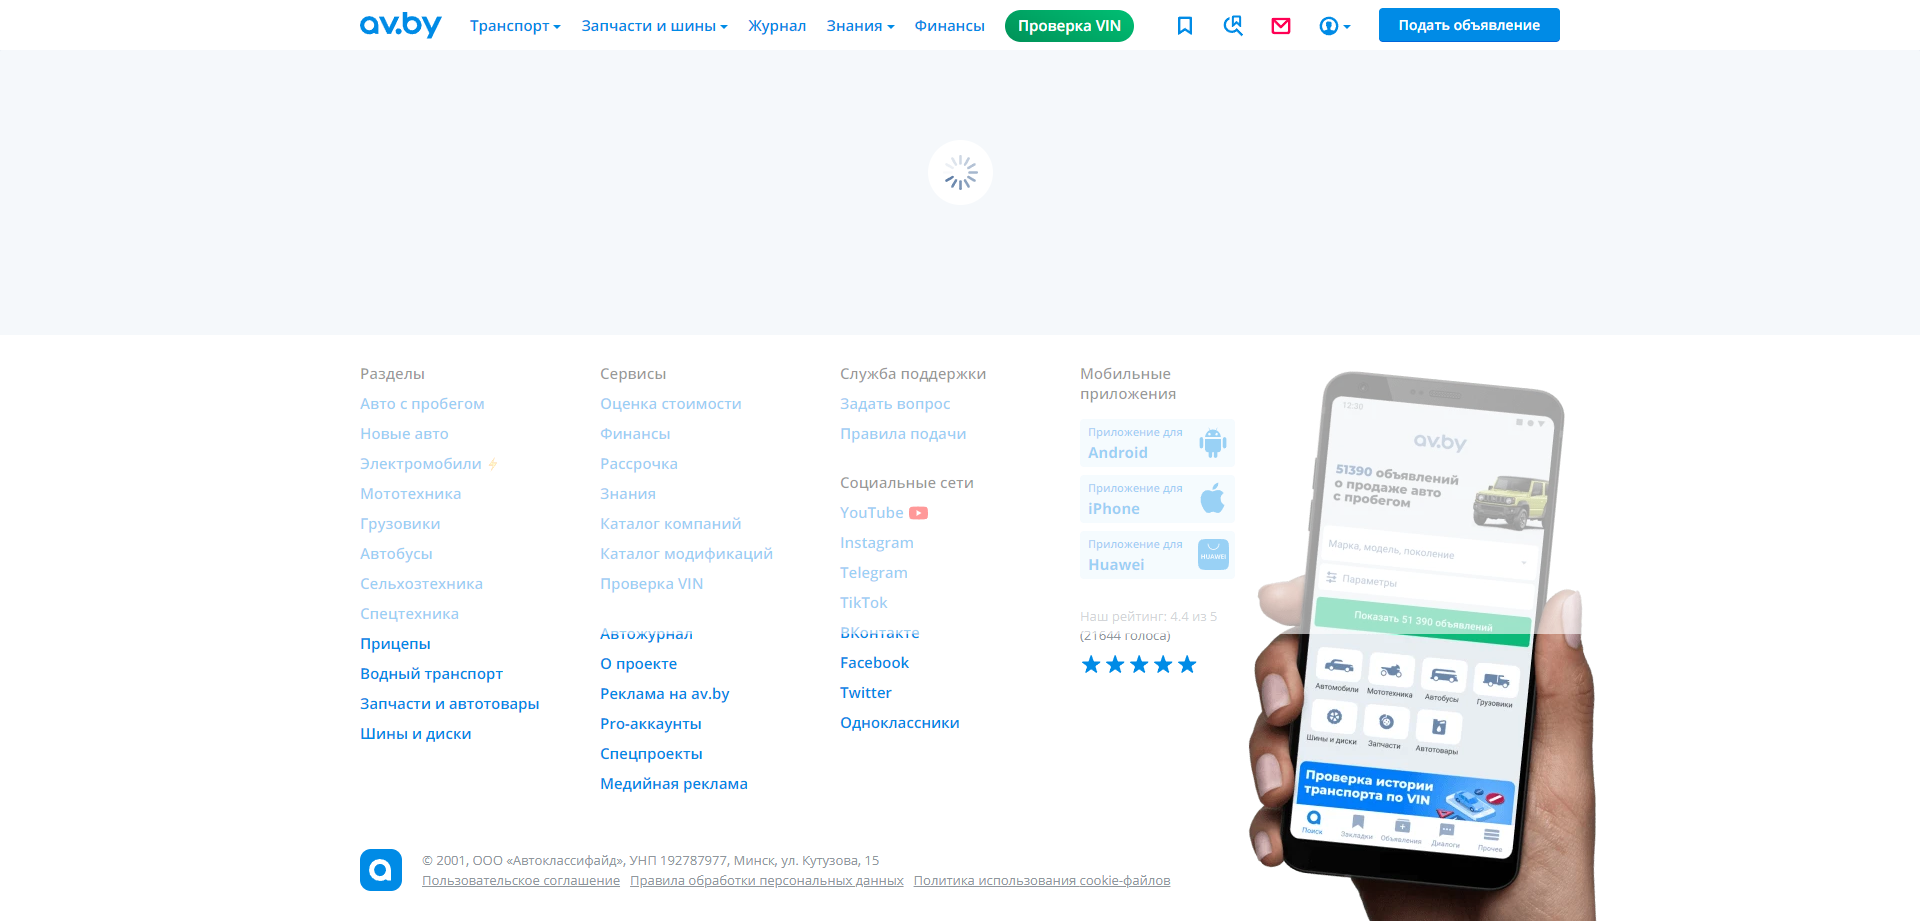 av.by
Транспорт
Запчасти и шины
Журнал
Знания
Финансы
Проверка VIN
Подать объявление
Разделы
Авто с пробегом
Новые авто
Электромобили
Мототехника
Грузовики
Автобусы
Сельхозтехника
Спецтехника
Прицепы
Водный транспорт
Запчасти и автотовары
Шины и диски
Сервисы
Оценка стоимости
Финансы
Рассрочка
Знания
Каталог компаний
Каталог модификаций
Проверка VIN
Автожурнал
О проекте
Реклама на av.by
Pro-аккаунты
Спецпроекты
Медийная реклама
Служба поддержки
Задать вопрос
Правила подачи
Социальные сети
YouTube
Instagram
Telegram
TikTok
ВКонтакте
Facebook
Twitter
Одноклассники
Мобильные
приложения
Приложение для
Android
Приложение для
iPhone
Приложение для
Huawei
HUAWEI
Наш рейтинг: 4.4 из 5
(21644 голоса)
12:30
av.by
51390 объявлений
о продаже авто
с пробегом
Марка, модель, поколение
Параметры
Показать 51 390 объявлений
Автомобили
Мототехника
Автобусы
Грузовики
Шины и диски
Запчасти
Автотовары
Проверка истории
транспорта по VIN
Поиск
Закладки
Объявления
Диалоги
Прочее
© 2001, ООО «Автоклассифайд», УНП 192787977, Минск, ул. Кутузова, 15
Пользовательское соглашение Правила обработки персональных данных Политика использования cookie-файлов